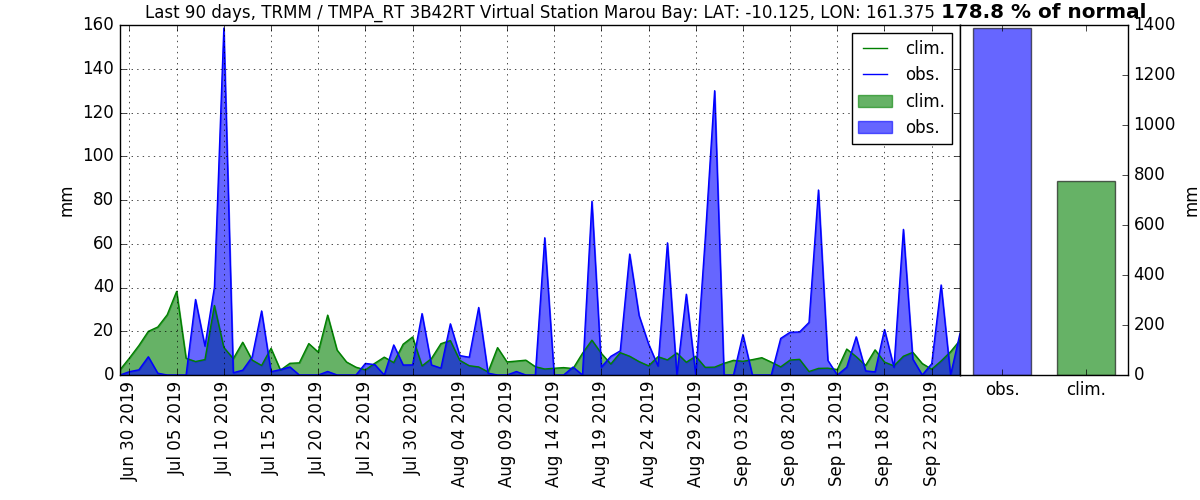 Last 90 days, TRMM / TMPA_RT 3B42RT Virtual Station Marou Bay: LAT: -10.125, LON: 161.375 178.8 % of normal
160
140
120
100
80
60
40
20
0
mm
clim.
obs.
clim.
obs.
1400
1200
1000
800
600
400
200
0
mm
Jun 30 2019
Jul 05 2019
Jul 10 2019
Jul 15 2019
Jul 20 2019
Jul 25 2019
Jul 30 2019
Aug 04 2019
Aug 09 2019
Aug 14 2019
Aug 19 2019
Aug 24 2019
Aug 29 2019
Sep 03 2019
Sep 08 2019
Sep 13 2019
Sep 18 2019
Sep 23 2019
obs.
clim.